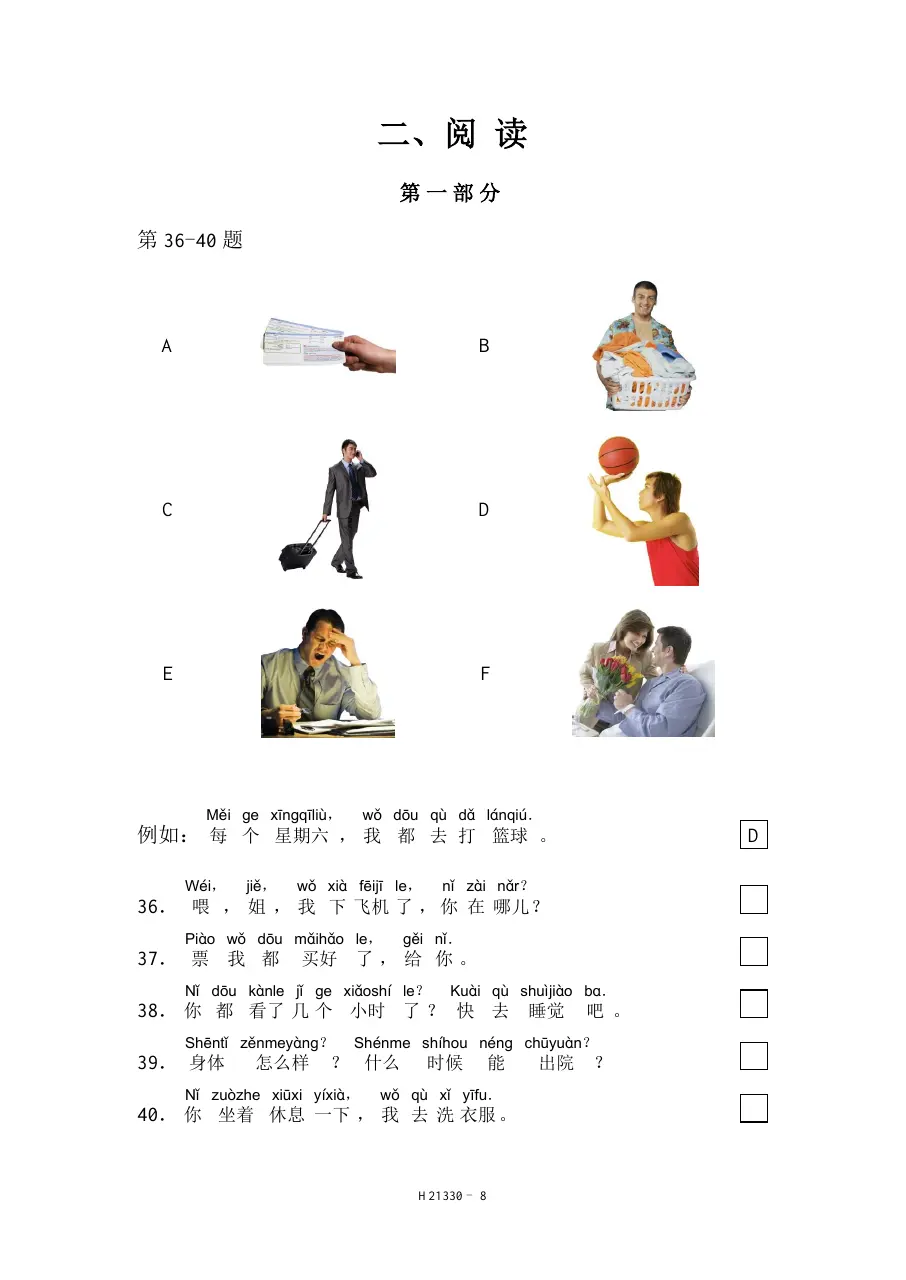 二、阅 读
第一部分
第 36-40 题
A
B
C
D
E
F
Měi ge xīngqīliù, wǒ dōu qù dǎ lánqiú.
例如： 每 个 星期六 ， 我 都 去 打 篮球 。 D
Wéi, jiě, wǒ xià fēijī le, nǐ zài nǎr?
36. 喂 ， 姐 ， 我 下 飞机 了 ， 你 在 哪儿？
Piào wǒ dōu mǎihǎo le, gěi nǐ.
37. 票 我 都 买好 了 ， 给 你 。
Nǐ dōu kànle jǐ ge xiǎoshí le? Kuài qù shuìjiào ba.
38. 你 都 看了 几 个 小时 了 ？ 快 去 睡觉 吧 。
Shēntǐ zěnmeyàng? Shénme shíhou néng chūyuàn?
39. 身体 怎么样 ？ 什么 时候 能 出院 ？
Nǐ zuòzhe xiūxi yíxià, wǒ qù xǐ yīfu.
40. 你 坐着 休息 一下 ， 我 去 洗 衣服 。
H21330 - 8